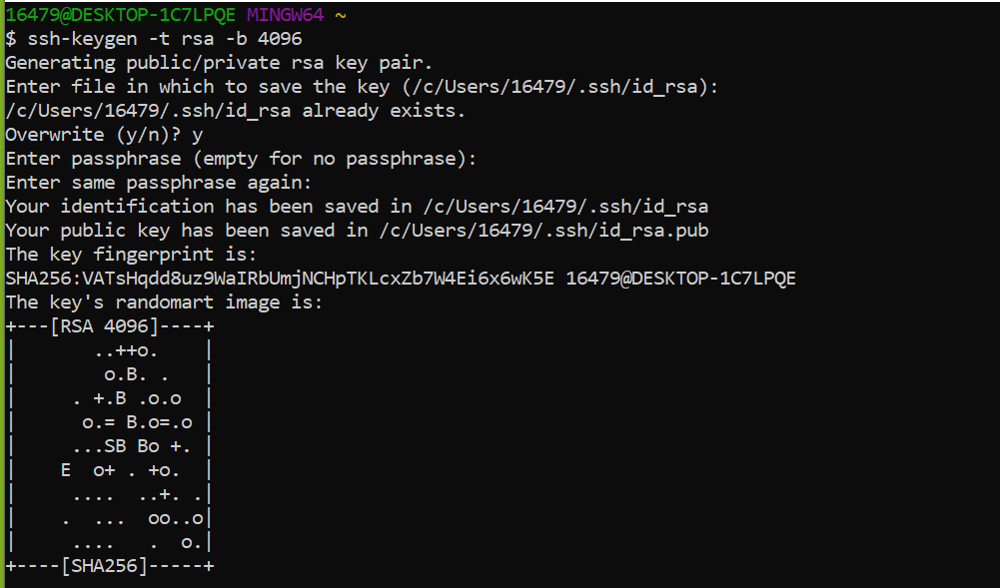 16479@DESKTOP-1C7LPQE MINGW64 ~
$ ssh-keygen -t rsa -b 4096
Generating public/private rsa key pair.
Enter file in which to save the key (/c/Users/16479/.ssh/id_rsa):
/c/Users/16479/.ssh/id_rsa already exists.
Overwrite (y/n)? y
Enter passphrase (empty for no passphrase):
Enter same passphrase again:
Your identification has been saved in /c/Users/16479/.ssh/id_rsa
Your public key has been saved in /c/Users/16479/.ssh/id_rsa.pub
The key fingerprint is:
SHA256:VATsHqdd8uz9WaIRbUmjNCHpTKLcxZb7W4Ei6x6wK5E 16479@DESKTOP-1C7LPQE
The key's randomart image is:
+---[RSA 4096]----+
|       ..++o.    |
|        o.B. .   |
|     . +.B .o.o  |
|      o.= B.o=.o |
|     ...SB Bo +. |
|    E  o+ . +o.  |
|     ....  ..+. .|
|    .  ...  oo..o|
|     ....   .  o.|
+----[SHA256]-----+